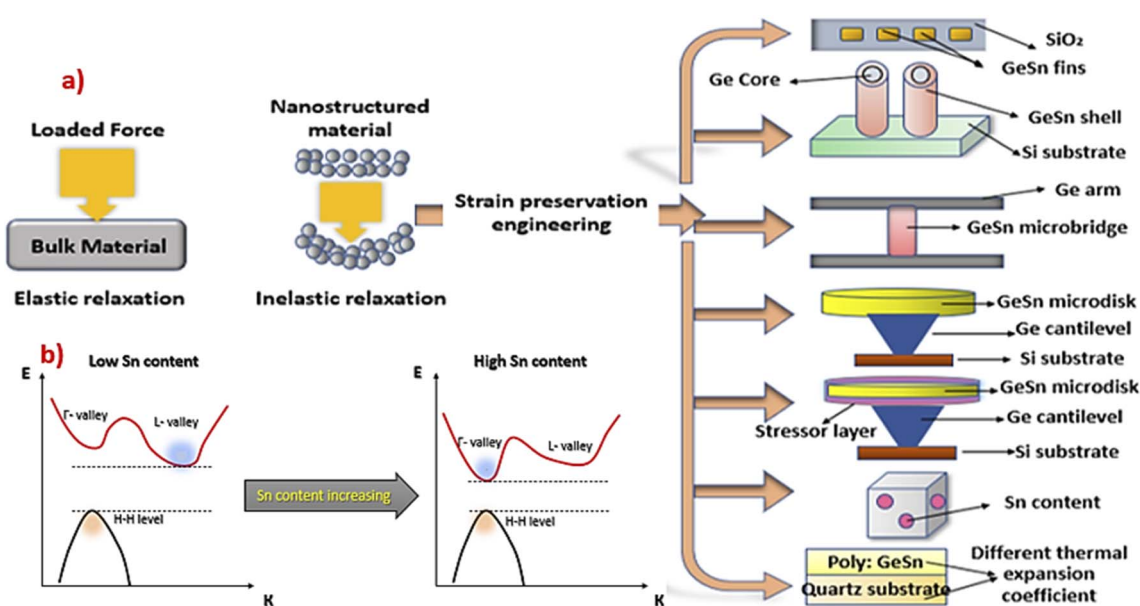 a)
Loaded Force
Bulk Material
Elastic relaxation
Nanostructured
material
Inelastic relaxation
Strain preservation
engineering
SiO₂
GeSn fins
Ge Core
GeSn shell
Si substrate
Ge arm
GeSn microbridge
GeSn microdisk
Ge cantilevel
Si substrate
GeSn microdisk
Ge cantilevel
Stressor layer
Si substrate
Sn content
Poly: GeSn
Quartz substrate
Different thermal
expansion
coefficient
b)
Low Sn content
E
Γ- valley
L- valley
H-H level
K
Sn content increasing
High Sn content
E
Γ- valley
L- valley
H-H level
K